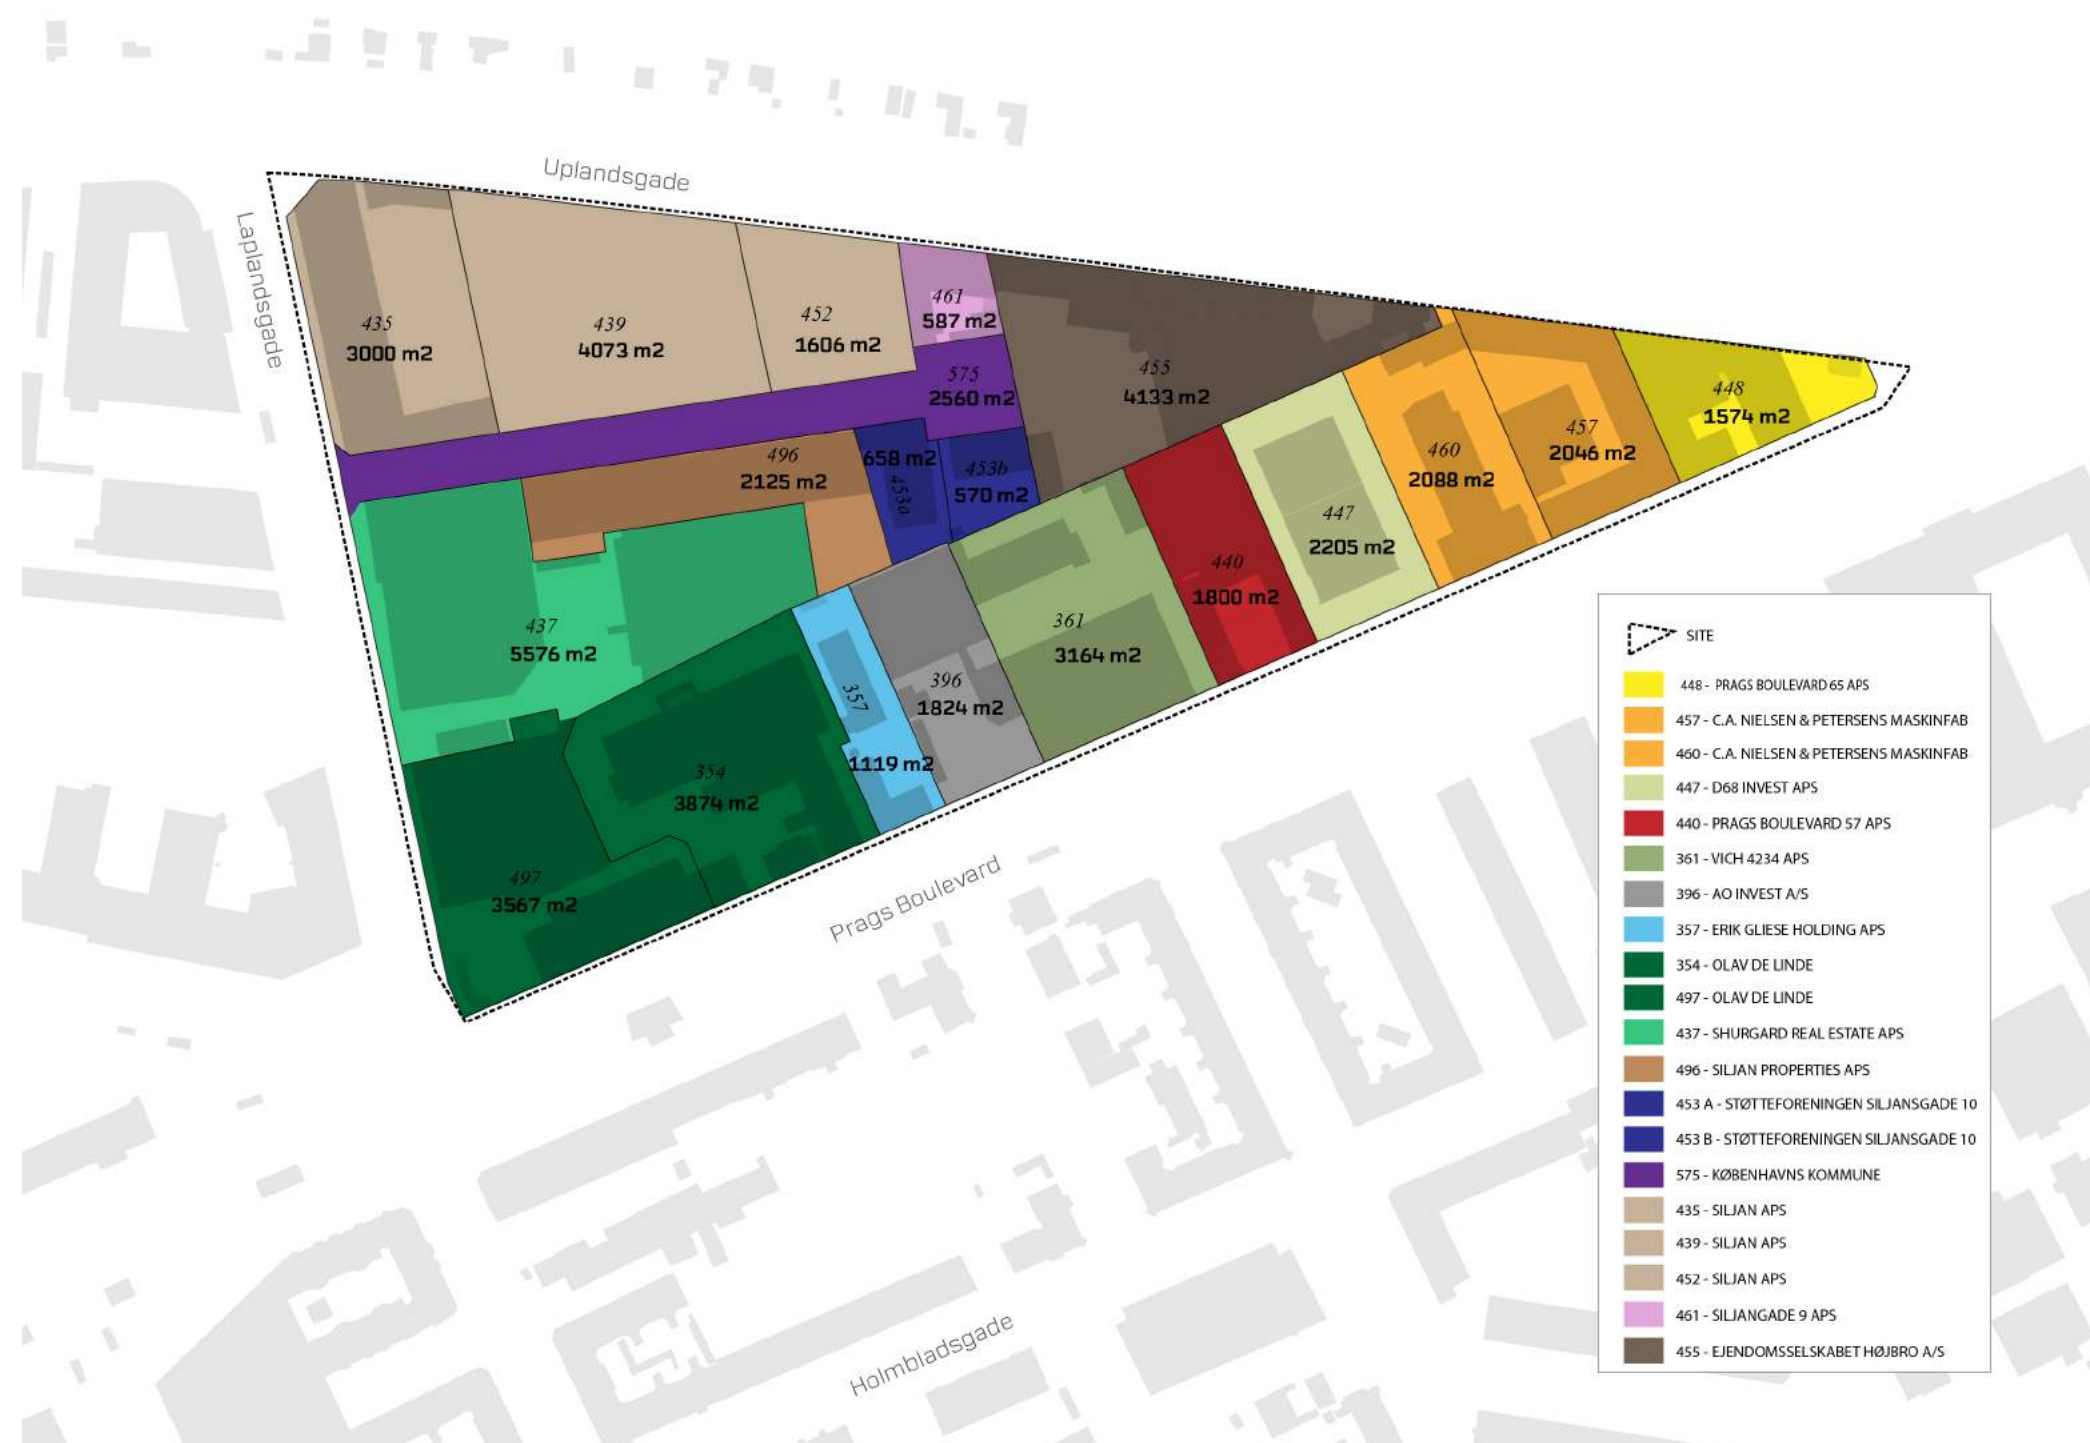 Uplandsgade
Laplandsgade
435
3000 m2
439
4073 m2
452
1606 m2
461
587 m2
575
2560 m2
455
4133 m2
448
1574 m2
457
2046 m2
460
2088 m2
496
2125 m2
658 m2
453a
453b
570 m2
447
2205 m2
440
1800 m2
361
3164 m2
437
5576 m2
357
1119 m2
396
1824 m2
354
3874 m2
497
3567 m2
Prags Boulevard
Holmbladsgade
SITE
448 - PRAGS BOULEVARD 65 APS
457 - C.A. NIELSEN & PETERSENS MASKINFAB
460 - C.A. NIELSEN & PETERSENS MASKINFAB
447 - D68 INVEST APS
440 - PRAGS BOULEVARD 57 APS
361 - VICH 4234 APS
396 - AO INVEST A/S
357 - ERIK GLIESE HOLDING APS
354 - OLAV DE LINDE
497 - OLAV DE LINDE
437 - SHURGARD REAL ESTATE APS
496 - SILJAN PROPERTIES APS
453 A - STØTTEFORENINGEN SILJANSGADE 10
453 B - STØTTEFORENINGEN SILJANSGADE 10
575 - KØBENHAVNS KOMMUNE
435 - SILJAN APS
439 - SILJAN APS
452 - SILJAN APS
461 - SILJANGADE 9 APS
455 - EJENDOMSSELSKABET HØJBRO A/S